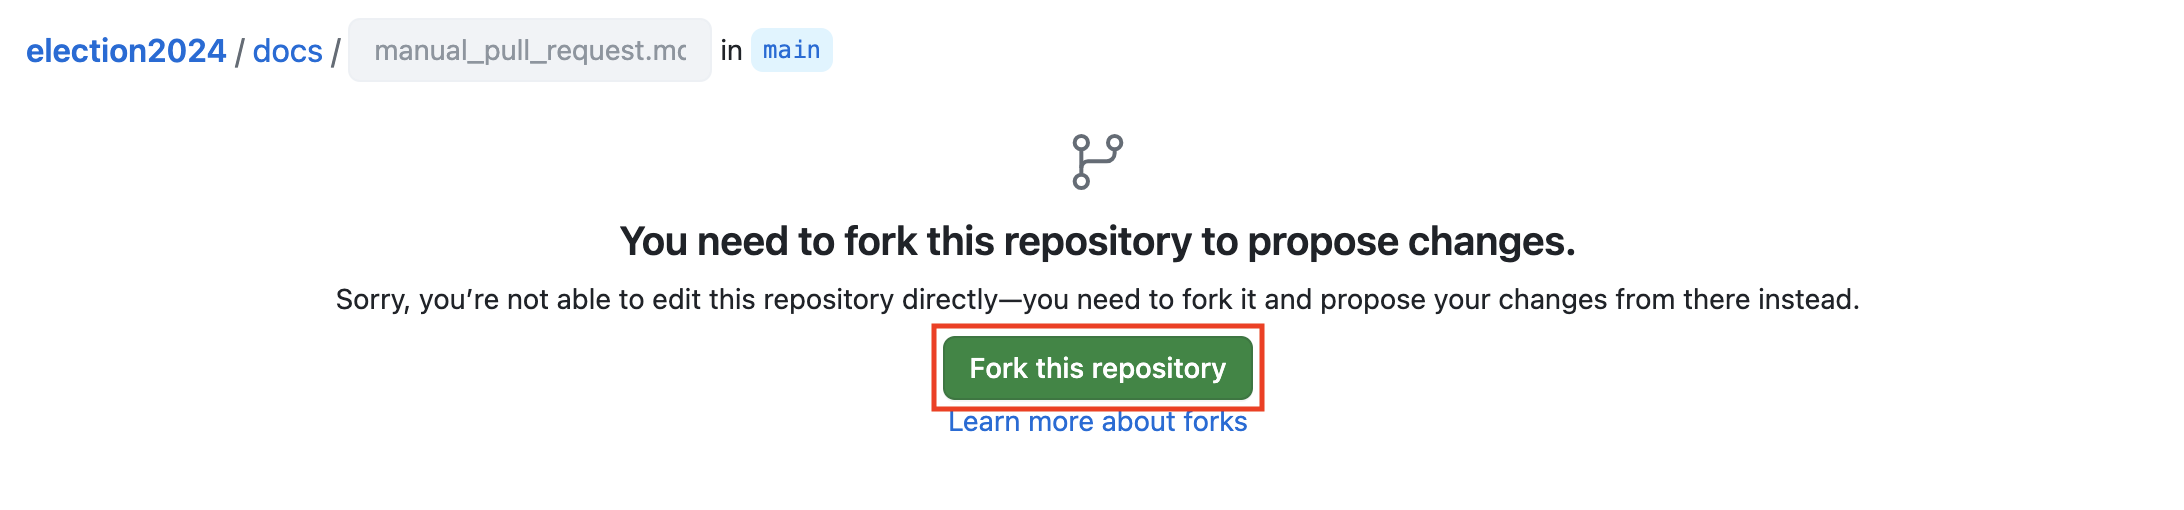 election2024 / docs / manual_pull_request.mc in main
You need to fork this repository to propose changes.
Sorry, you’re not able to edit this repository directly—you need to fork it and propose your changes from there instead.
Fork this repository
Learn more about forks